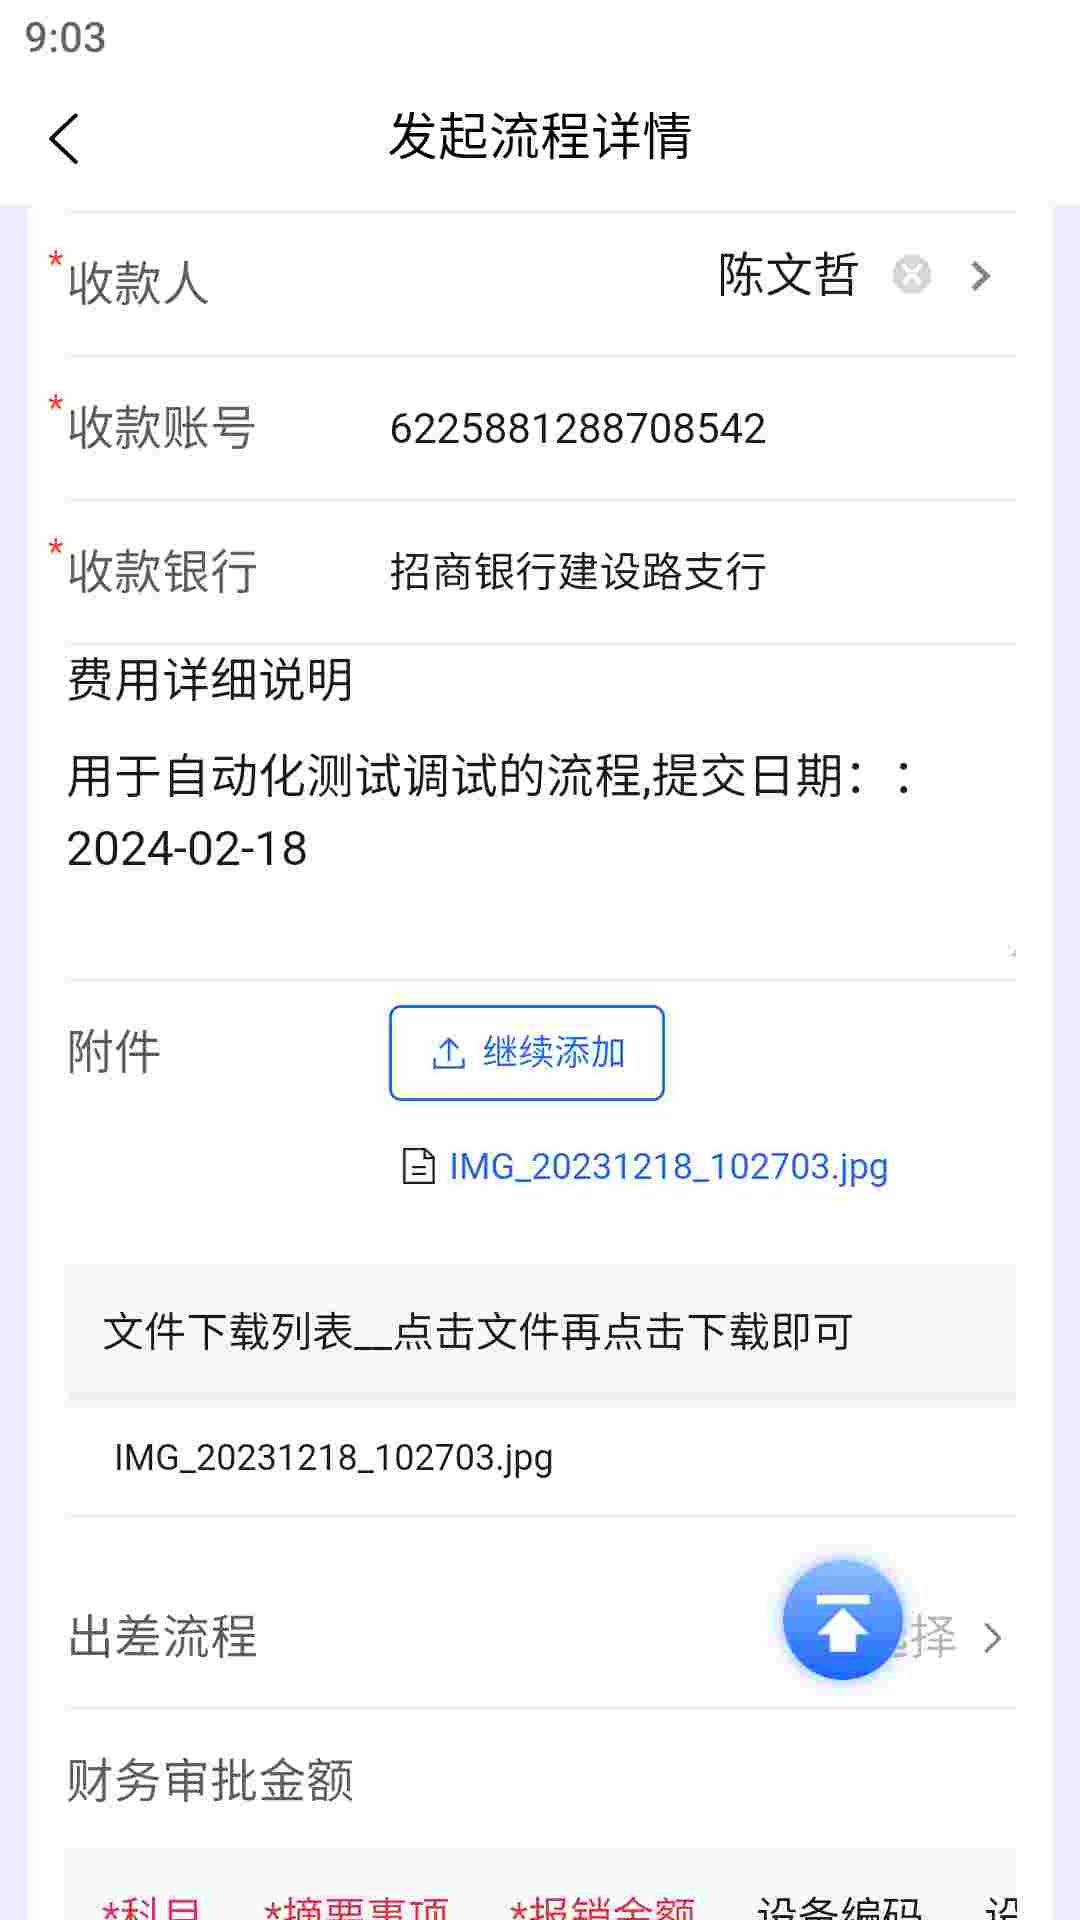 9:03
发起流程详情
*收款人 陈文哲
*收款账号 6225881288708542
*收款银行 招商银行建设路支行
费用详细说明
用于自动化测试调试的流程,提交日期：：
2024-02-18
附件 继续添加
IMG_20231218_102703.jpg
文件下载列表__点击文件再点击下载即可
IMG_20231218_102703.jpg
出差流程 择
财务审批金额
*科目 *摘要事项 *报销金额 设备编码 设